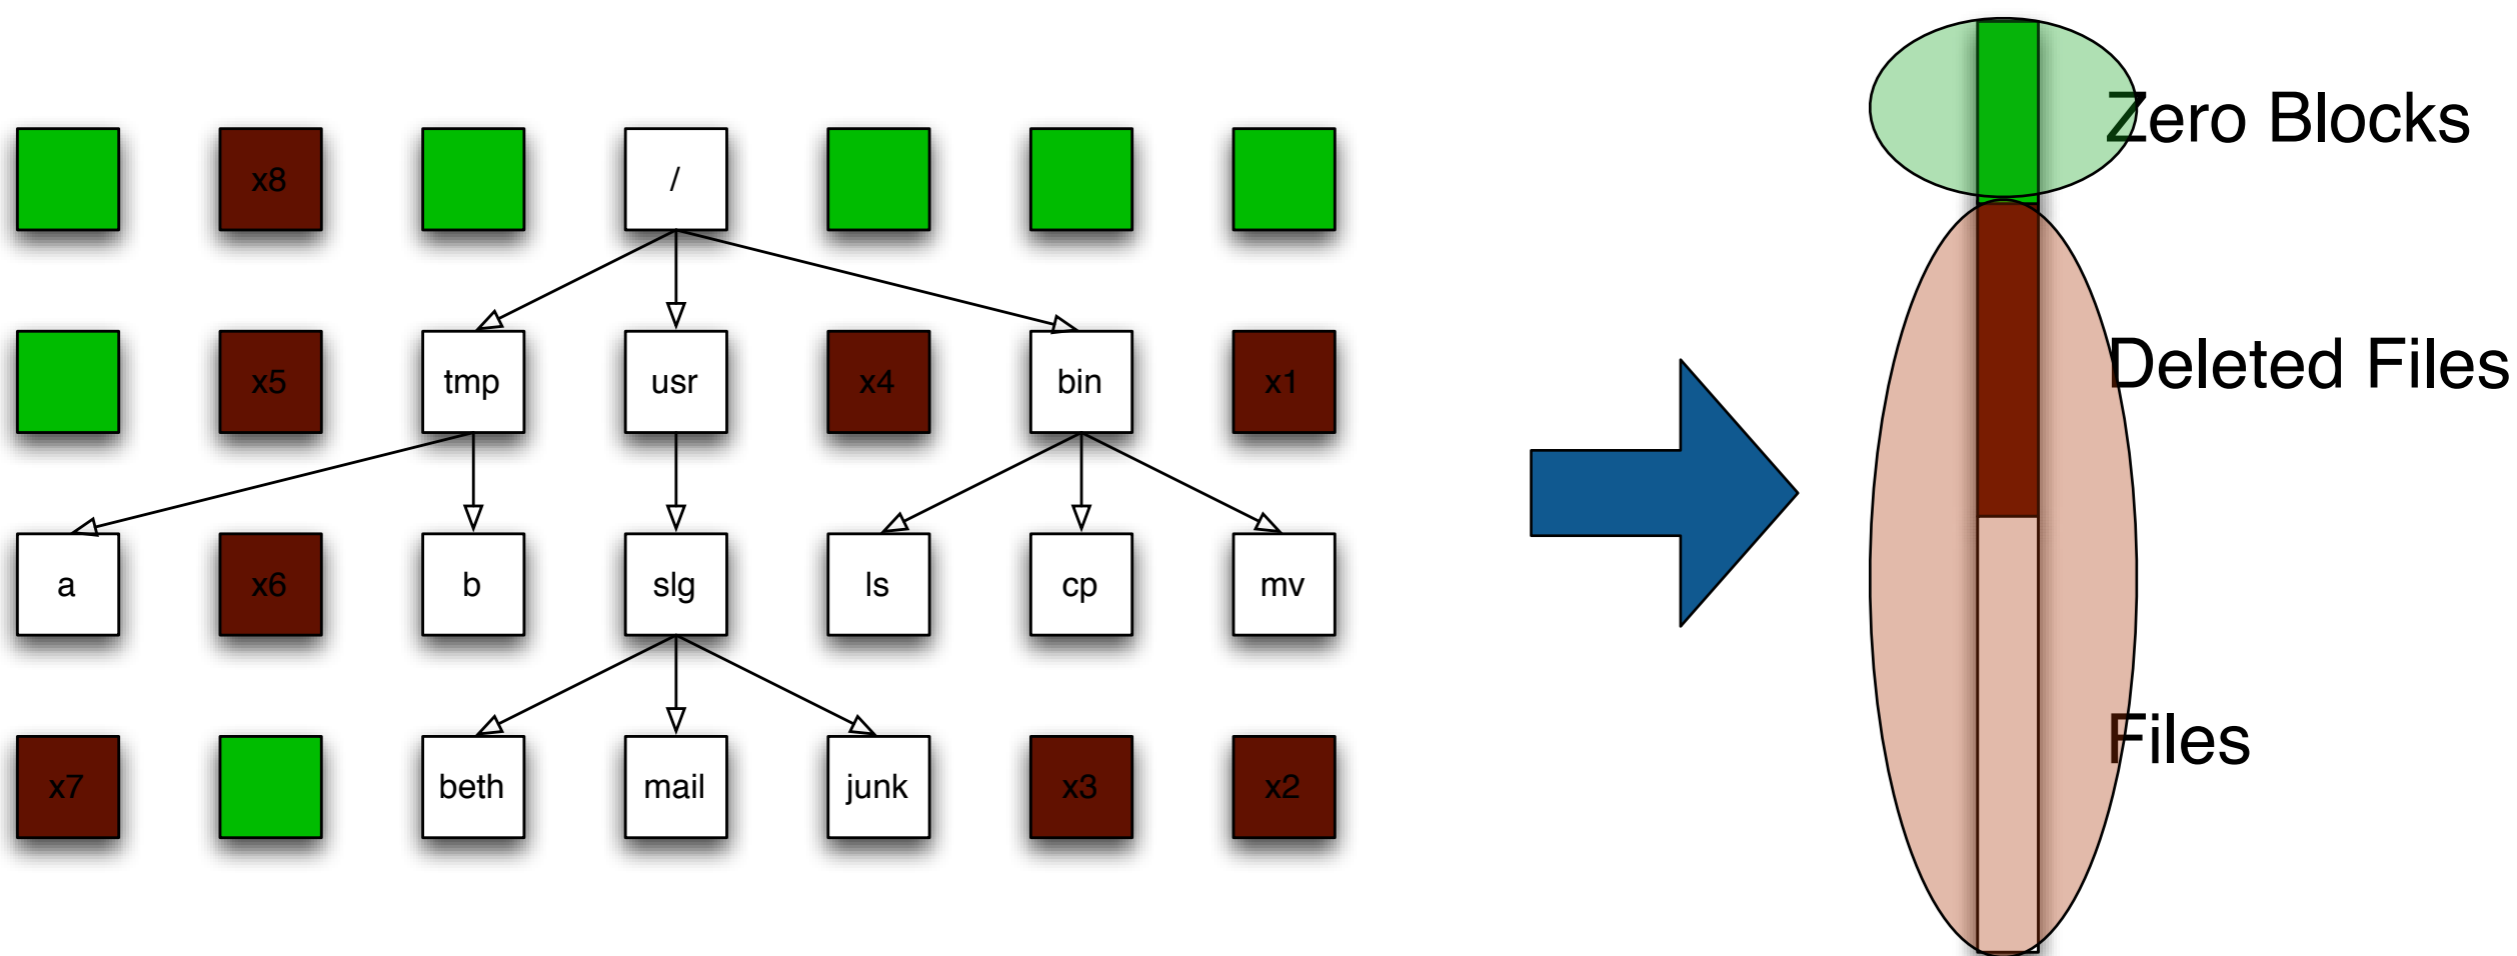 Zero Blocks
x8
/
x5
tmp
usr
x4
bin
x1
Deleted Files
a
x6
b
slg
ls
cp
mv
x7
beth
mail
junk
x3
x2
Files